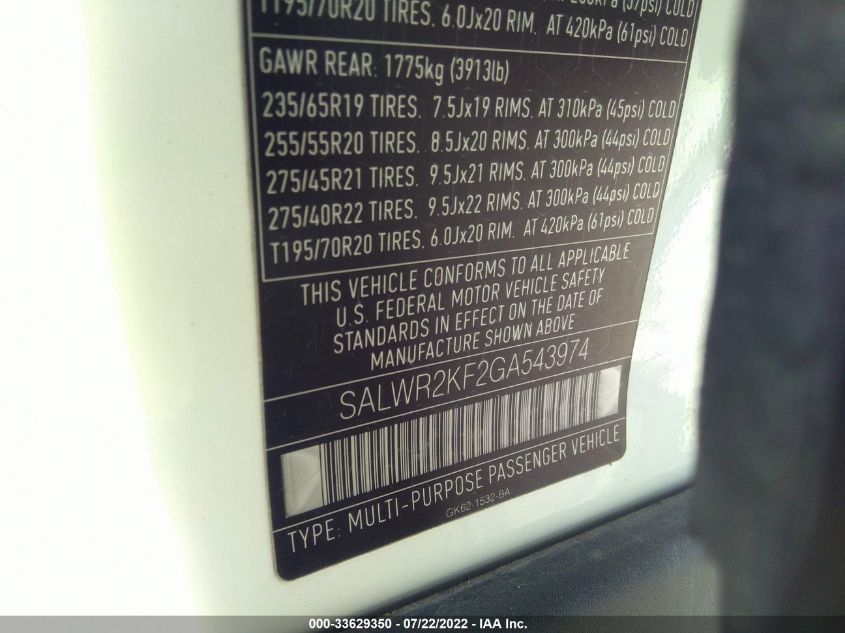 T195/70R20 TIRES. 6.0Jx20 RIM. AT 420kPa (61psi) COLD
GAWR REAR: 1775kg (3913lb)
235/65R19 TIRES. 7.5Jx19 RIMS. AT 310kPa (45psi) COLD
255/55R20 TIRES. 8.5Jx20 RIMS. AT 300kPa (44psi) COLD
275/45R21 TIRES. 9.5Jx21 RIMS. AT 300kPa (44psi) COLD
275/40R22 TIRES. 9.5Jx22 RIMS. AT 300kPa (44psi) COLD
T195/70R20 TIRES. 6.0Jx20 RIM. AT 420kPa (61psi) COLD
THIS VEHICLE CONFORMS TO ALL APPLICABLE
U.S. FEDERAL MOTOR VEHICLE SAFETY
STANDARDS IN EFFECT ON THE DATE OF
MANUFACTURE SHOWN ABOVE
SALWR2KF2GA543974
TYPE: MULTI-PURPOSE PASSENGER VEHICLE
GK62-1532-BA
000-33629350 / 07/22/2022 - IAA Inc.